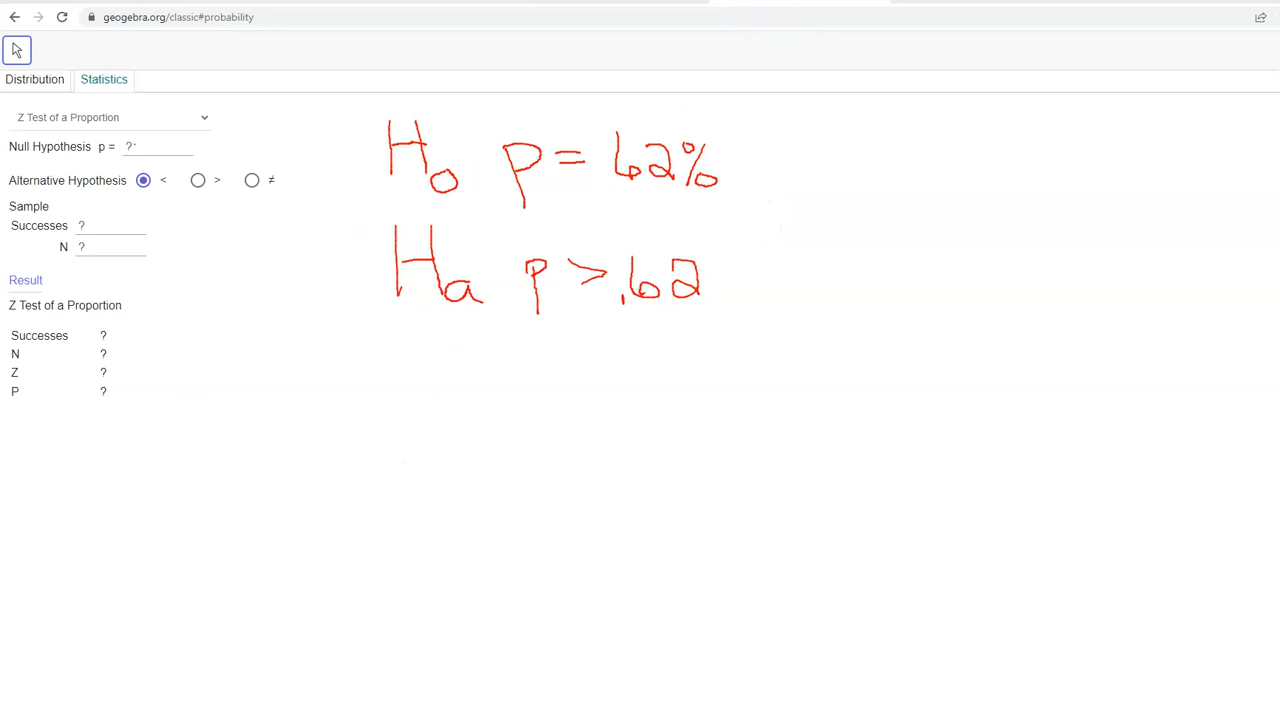 geogebra.org/classic#probability
Distribution Statistics
Z Test of a Proportion
Null Hypothesis p = ?
Alternative Hypothesis < > ≠
Sample
Successes ?
N ?
Result
Z Test of a Proportion
Successes ?
N ?
Z ?
P ?
H₀ P = 62%
Hₐ P > .62